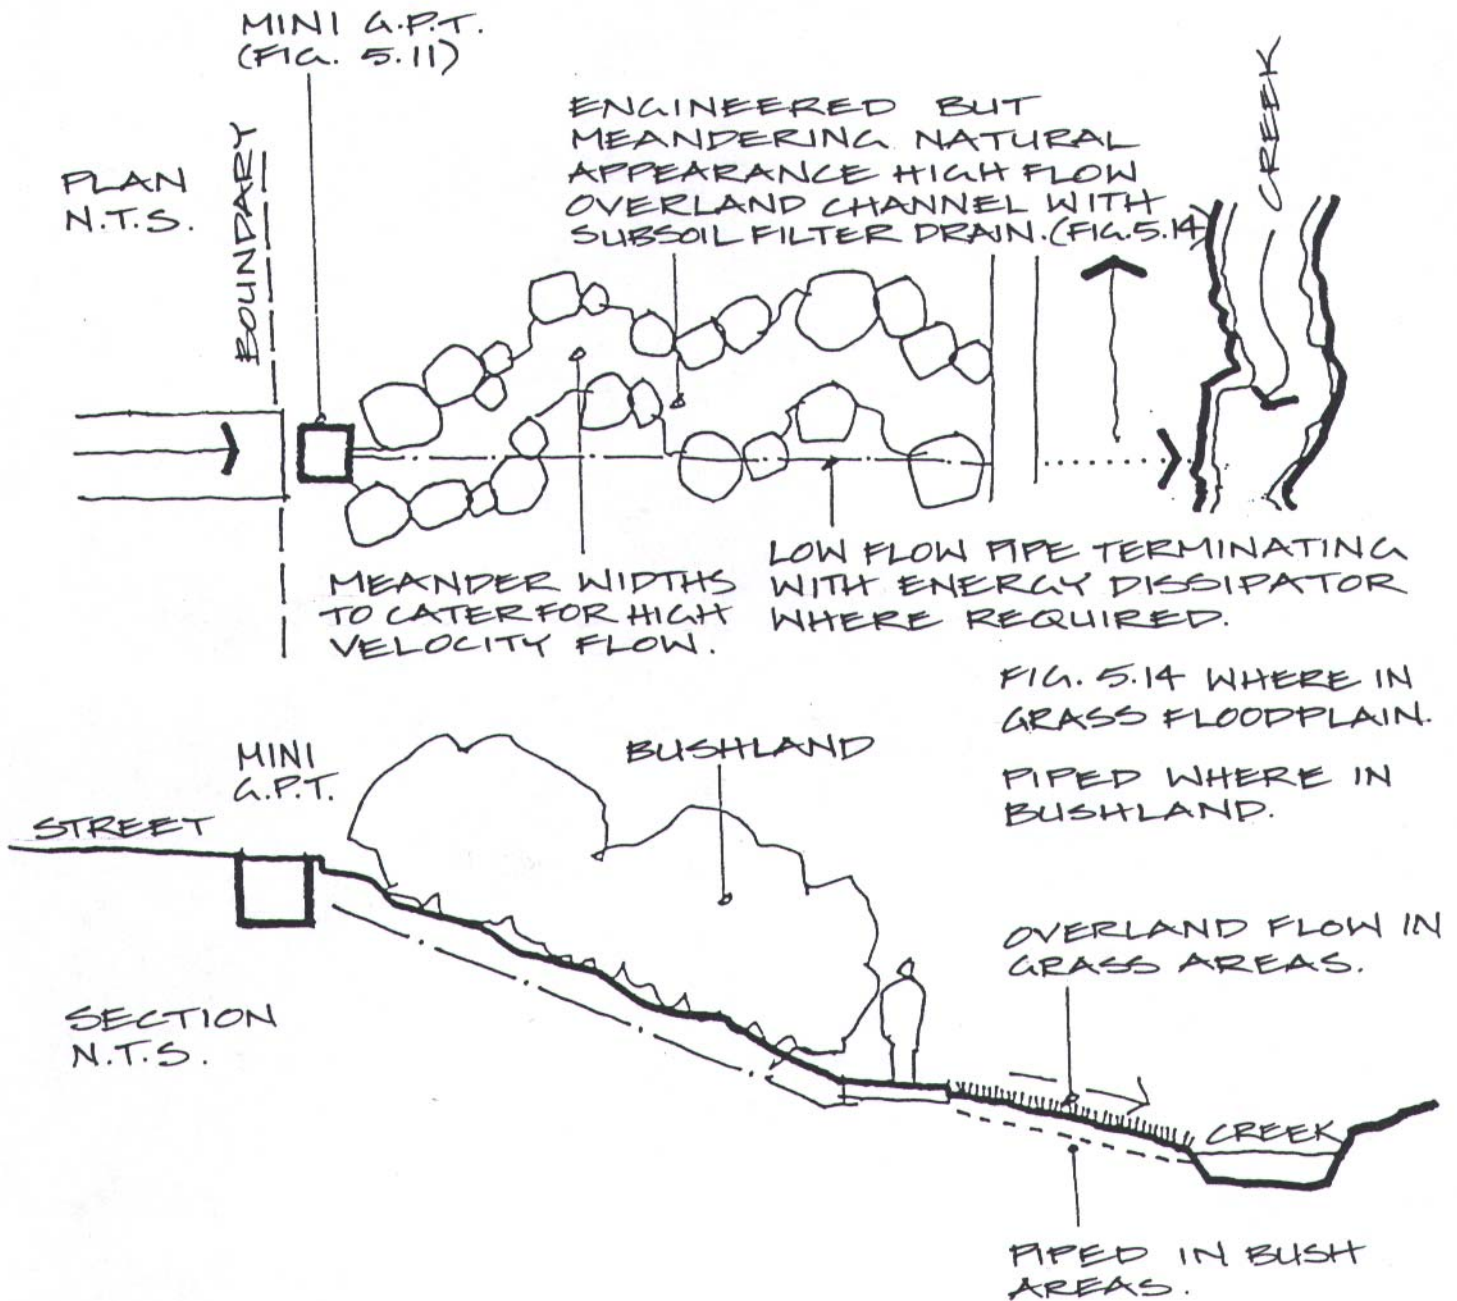 MINI G.P.T.
(FIG. 5.11)
PLAN
N.T.S.
BOUNDARY
ENGINEERED BUT
MEANDERING NATURAL
APPEARANCE HIGH FLOW
OVERLAND CHANNEL WITH
SUBSOIL FILTER DRAIN. (FIG. 5.14)
CREEK
MEANDER WIDTHS
TO CATER FOR HIGH
VELOCITY FLOW.
LOW FLOW PIPE TERMINATING
WITH ENERGY DISSIPATOR
WHERE REQUIRED.
FIG. 5.14 WHERE IN
GRASS FLOODPLAIN.
PIPED WHERE IN
BUSHLAND.
MINI
G.P.T.
BUSHLAND
STREET
SECTION
N.T.S.
OVERLAND FLOW IN
GRASS AREAS.
CREEK
PIPED IN BUSH
AREAS.